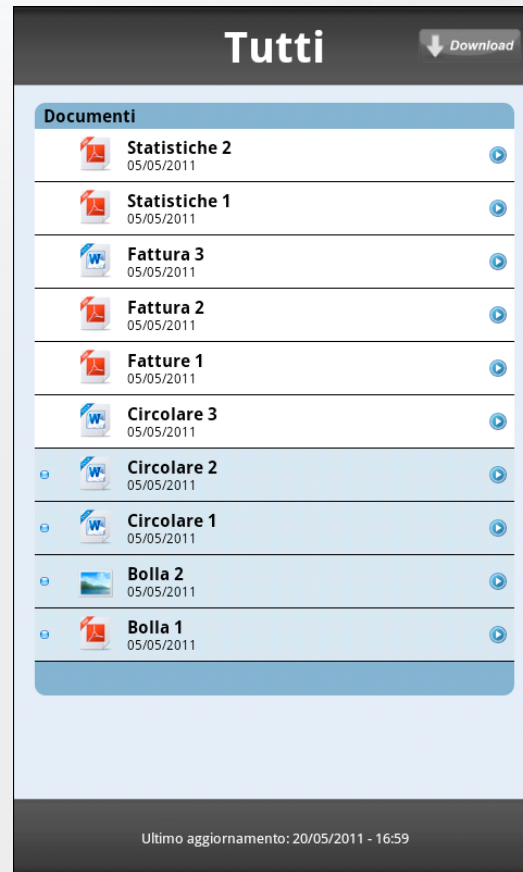 Tutti
Download
Documenti
Statistiche 2
05/05/2011
Statistiche 1
05/05/2011
Fattura 3
05/05/2011
Fattura 2
05/05/2011
Fatture 1
05/05/2011
Circolare 3
05/05/2011
Circolare 2
05/05/2011
Circolare 1
05/05/2011
Bolla 2
05/05/2011
Bolla 1
05/05/2011
Ultimo aggiornamento: 20/05/2011 - 16:59